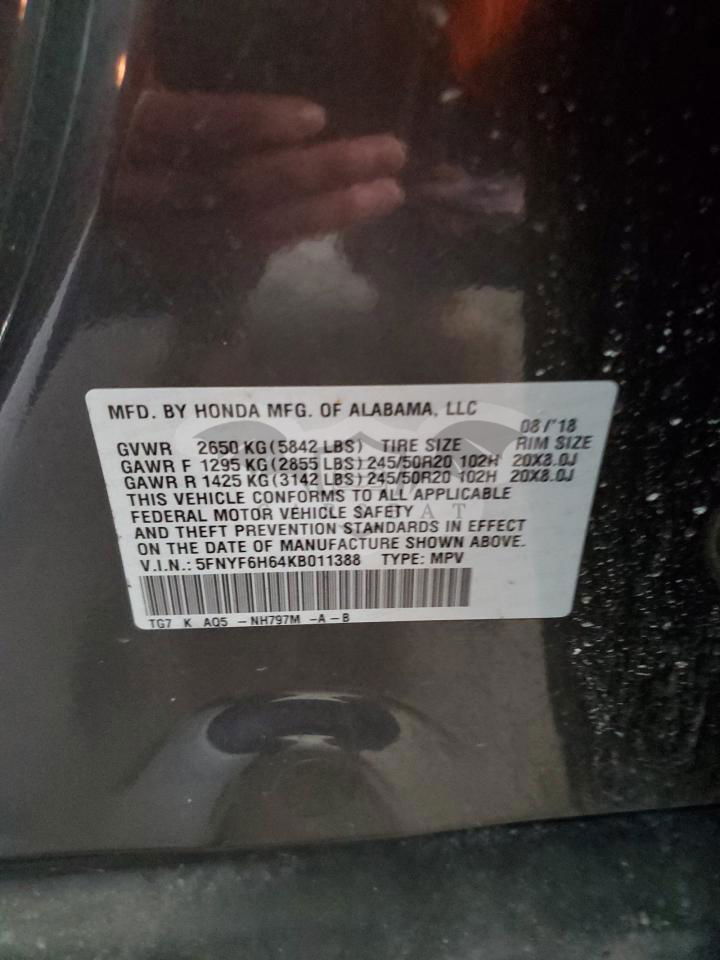 MFD. BY HONDA MFG. OF ALABAMA, LLC
08/'18
GVWR 2650 KG (5842 LBS) TIRE SIZE RIM SIZE
GAWR F 1295 KG (2855 LBS) 245/50R20 102H 20X8.0J
GAWR R 1425 KG (3142 LBS) 245/50R20 102H 20X8.0J
THIS VEHICLE CONFORMS TO ALL APPLICABLE
FEDERAL MOTOR VEHICLE SAFETY
AND THEFT PREVENTION STANDARDS IN EFFECT
ON THE DATE OF MANUFACTURE SHOWN ABOVE.
V.I.N.: 5FNYF6H64KB011388 TYPE: MPV
TG7 K AQ5 - NH797M -A - B